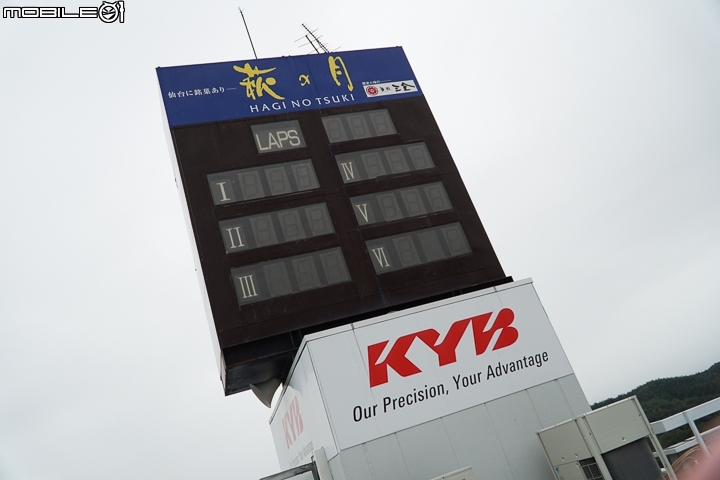 MOBILE01
仙台に銘菓あり
萩の月
HAGI NO TSUKI
LAPS
I
II
III
IV
V
VI
KYB
Our Precision, Your Advantage
KYB